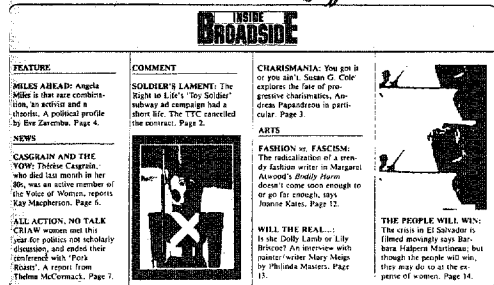 INSIDE
BROADSIDE
FEATURE
MILES AHEAD: Angela
Miles is that rare combina-
tion, an activist and a
theorist. A political profile
by Eve Zaremba. Page 4.
NEWS
CASGRAIN AND THE
VOW: Thérèse Casgrain,
who died last month in her
80s, was an active member of
the Voice of Women, reports
Kay Macpherson. Page 6.
ALL ACTION, NO TALK
CRIAW women met this
year for politics not scholarly
discussion, and ended their
conference with 'Pork
Roasts'. A report from
Thelma McCormack. Page 7.
COMMENT
SOLDIER'S LAMENT: The
Right to Life's 'Toy Soldier'
subway ad campaign had a
short life. The TTC cancelled
the contract. Page 2.
CHARISMANIA: You got it
or you ain't. Susan G. Cole
explores the fate of pro-
gressive charismatics, An-
dreas Papandreou in parti-
cular. Page 3.
ARTS
FASHION vs. FASCISM:
The radicalization of a tren-
dy fashion writer in Margaret
Atwood's Bodily Harm
doesn't come soon enough to
or go far enough, says
Joanne Kates. Page 12.
WILL THE REAL...:
Is she Dolly Lamb or Lily
Briscoe? An interview with
painter/writer Mary Meigs
by Philinda Masters. Page
13.
THE PEOPLE WILL WIN:
The crisis in El Salvador is
filmed movingly says Bar-
bara Halpern Martineau; but
though the people will win,
they may do so at the ex-
pense of women. Page 14.